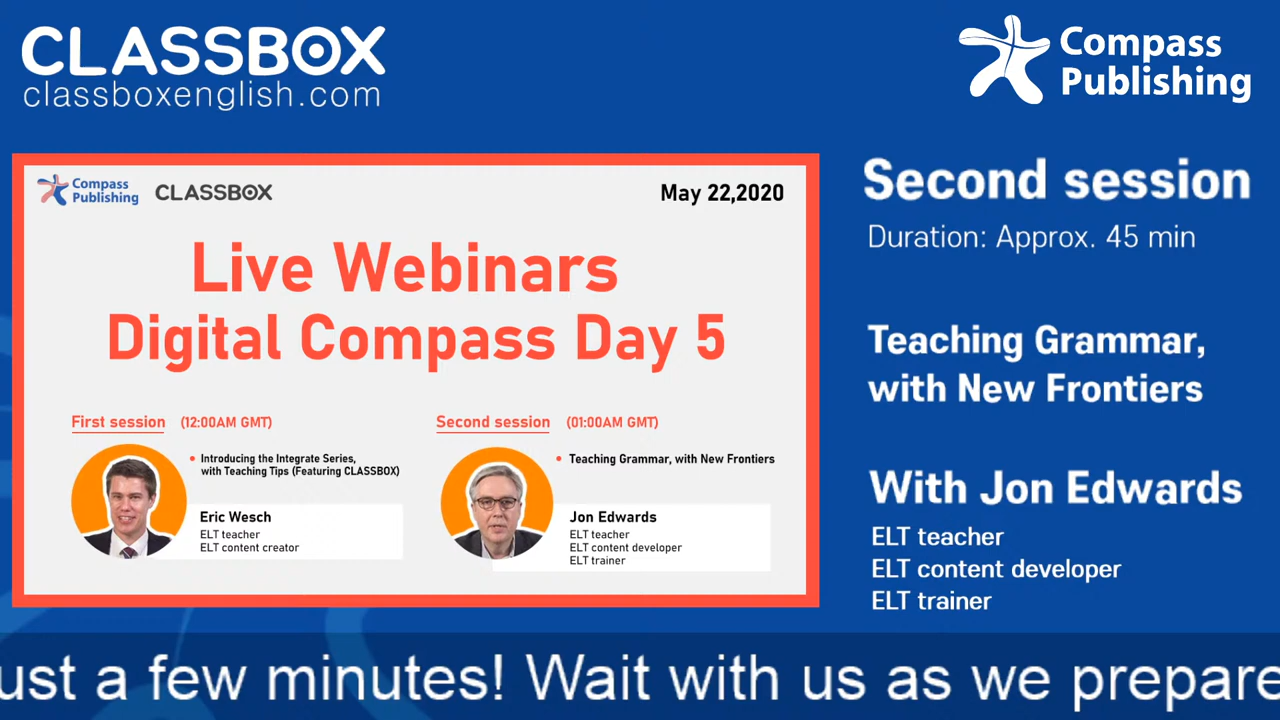 CLASSBOX
classboxenglish.com
Compass
Publishing
Compass
Publishing
CLASSBOX
May 22,2020
Live Webinars
Digital Compass Day 5
First session (12:00AM GMT)
• Introducing the Integrate Series,
with Teaching Tips (Featuring CLASSBOX)
Eric Wesch
ELT teacher
ELT content creator
Second session (01:00AM GMT)
• Teaching Grammar, with New Frontiers
Jon Edwards
ELT teacher
ELT content developer
ELT trainer
Second session
Duration: Approx. 45 min
Teaching Grammar,
with New Frontiers
With Jon Edwards
ELT teacher
ELT content developer
ELT trainer
ust a few minutes! Wait with us as we prepare